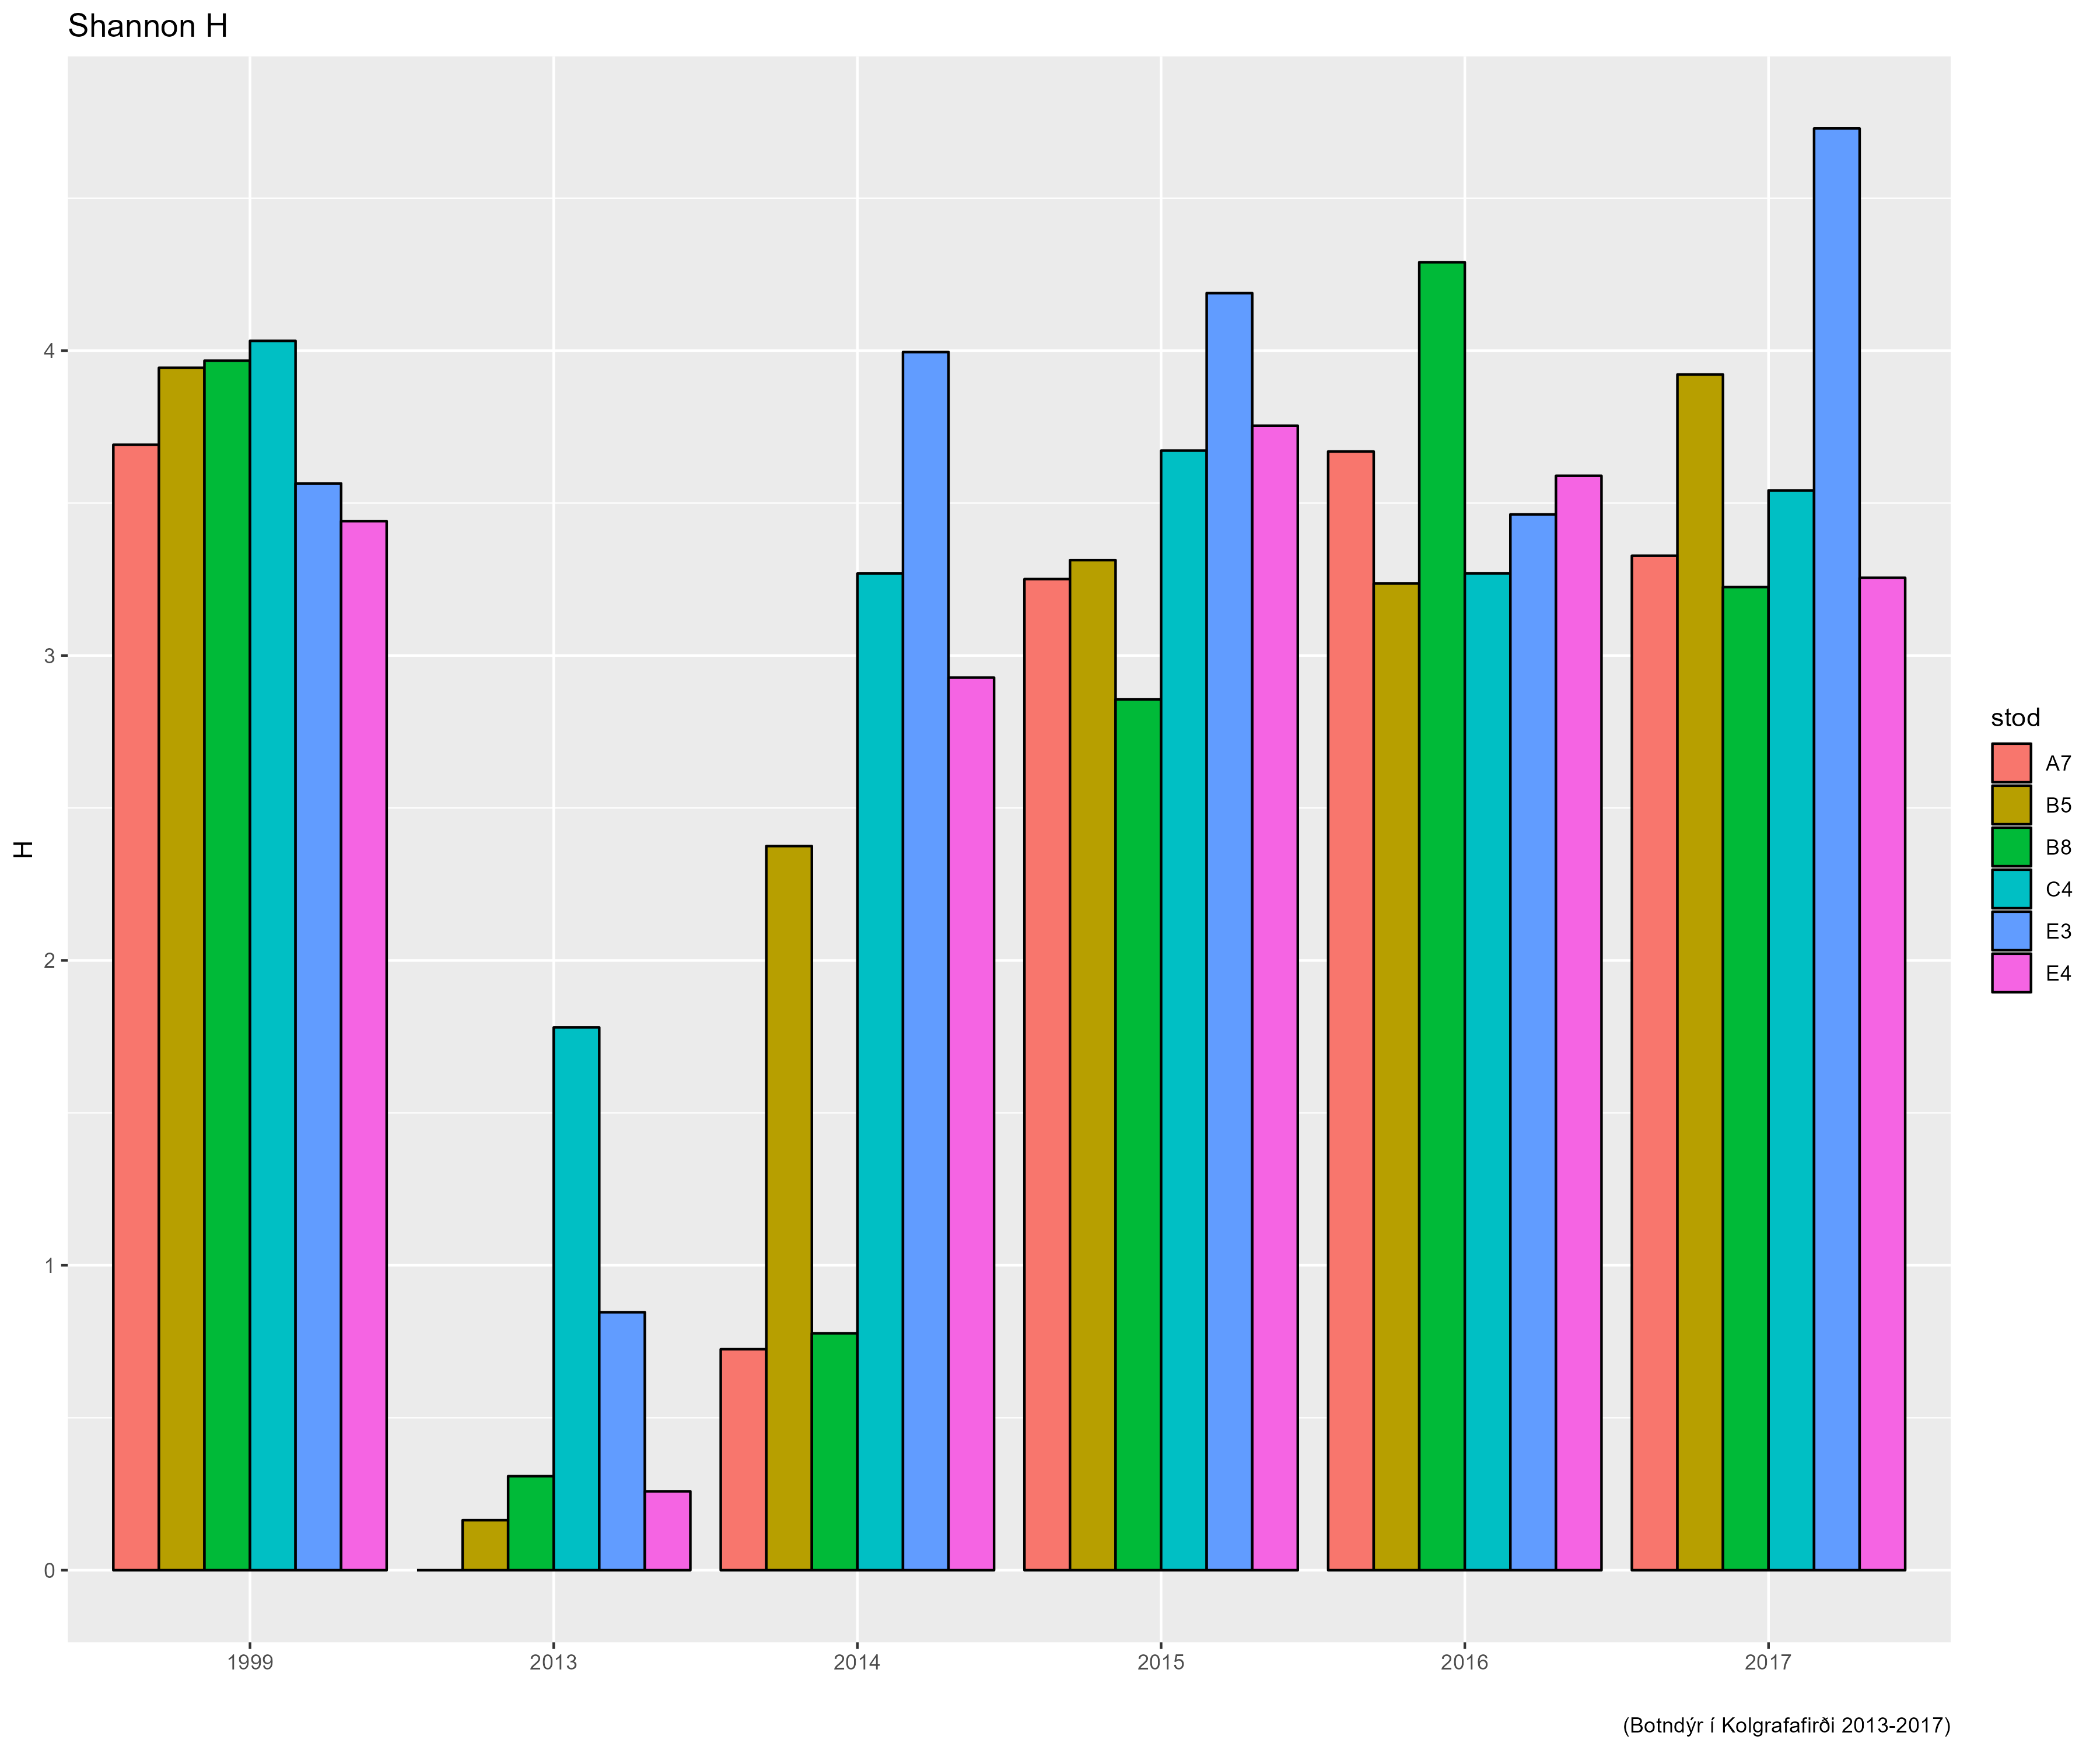 Shannon H
H
4
3
2
1
0
1999 2013 2014 2015 2016 2017
stod
A7
B5
B8
C4
E3
E4
(Botndýr í Kolgrafafirði 2013-2017)